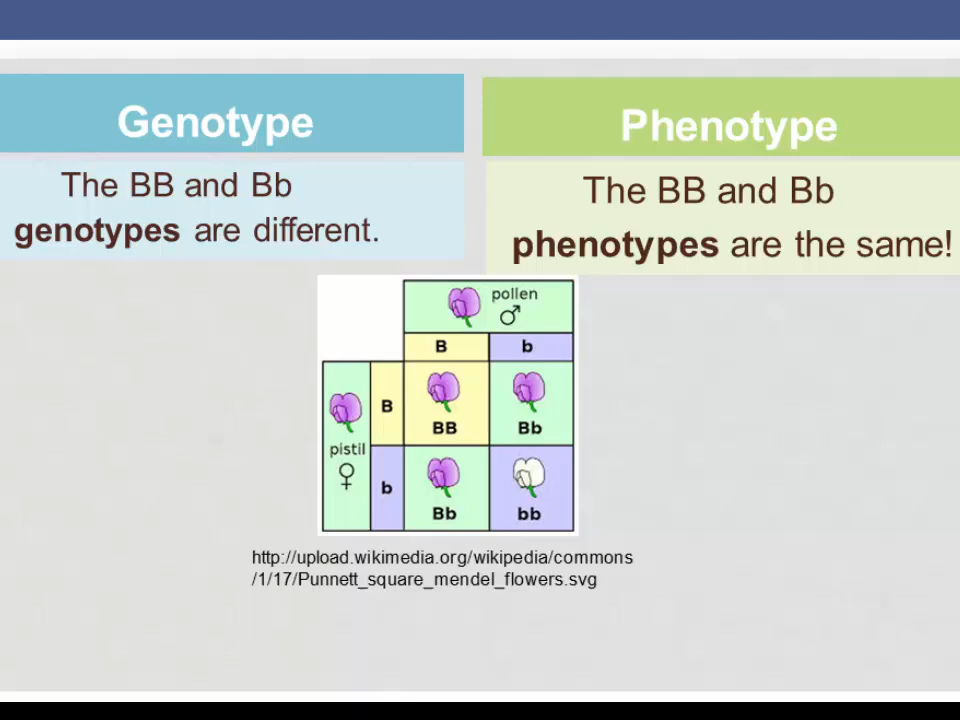 Genotype
The BB and Bb
genotypes are different.
Phenotype
The BB and Bb
phenotypes are the same!
pollen
♂
B b
B
BB Bb
pistil
♀
b
Bb bb
http://upload.wikimedia.org/wikipedia/commons
/1/17/Punnett_square_mendel_flowers.svg